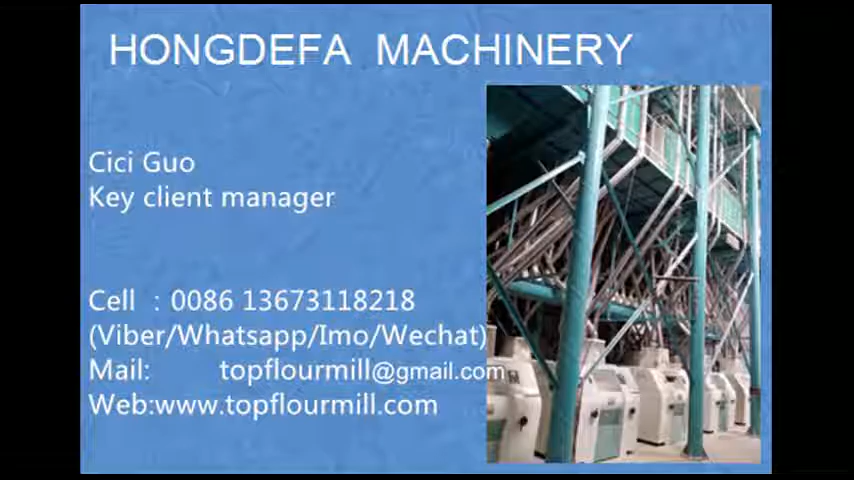 HONGDEFA MACHINERY
Cici Guo
Key client manager
Cell : 0086 13673118218
(Viber/Whatsapp/Imo/Wechat)
Mail: topflourmill@gmail.com
Web:www.topflourmill.com